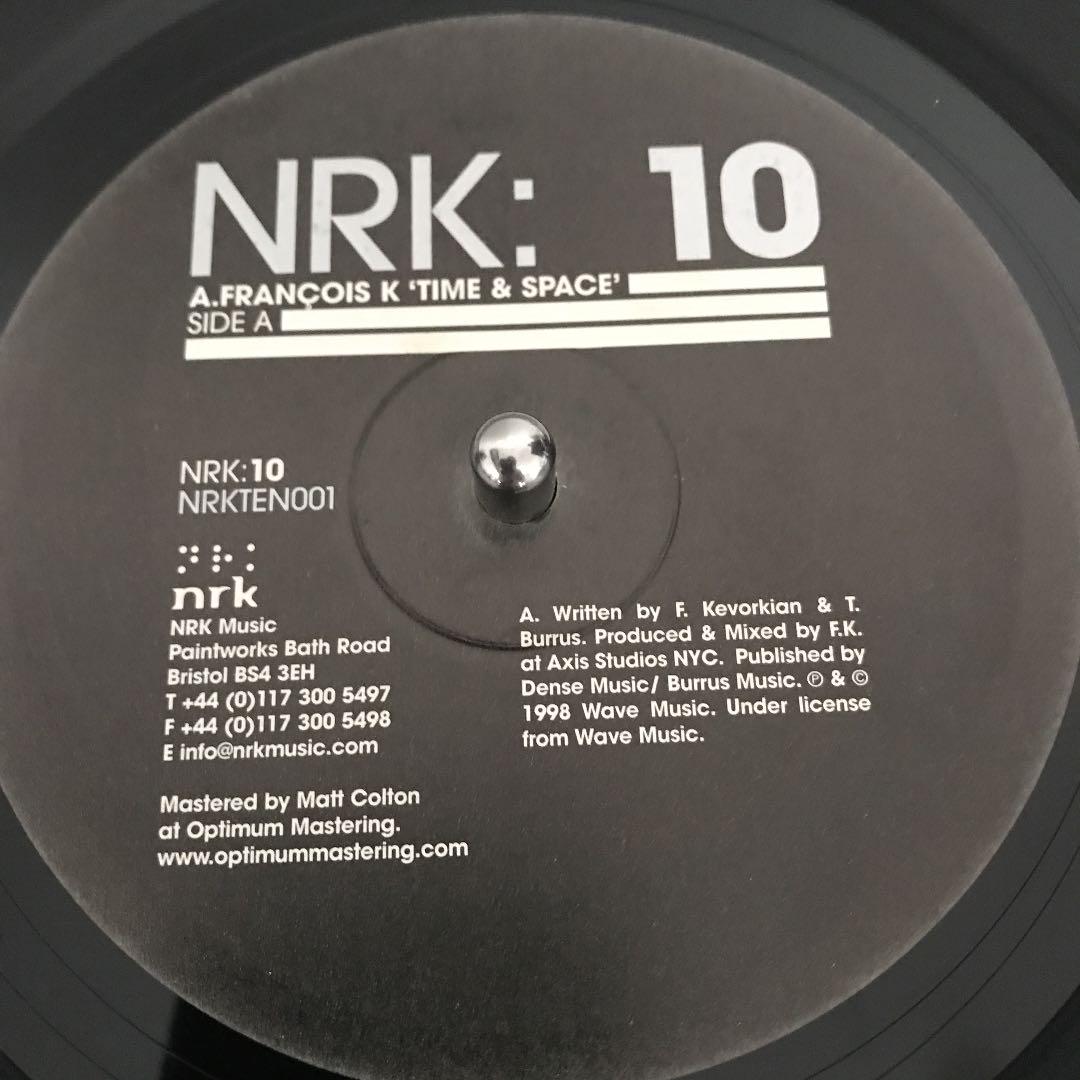 NRK: 10
A.FRANÇOIS K ‘TIME & SPACE’
SIDE A
NRK:10
NRKTEN001
nrk
NRK Music
Paintworks Bath Road
Bristol BS4 3EH
T +44 (0)117 300 5497
F +44 (0)117 300 5498
E info@nrkmusic.com
Mastered by Matt Colton
at Optimum Mastering.
www.optimummastering.com
A. Written by F. Kevorkian & T.
Burrus. Produced & Mixed by F.K.
at Axis Studios NYC. Published by
Dense Music/ Burrus Music. ℗ & ©
1998 Wave Music. Under license
from Wave Music.